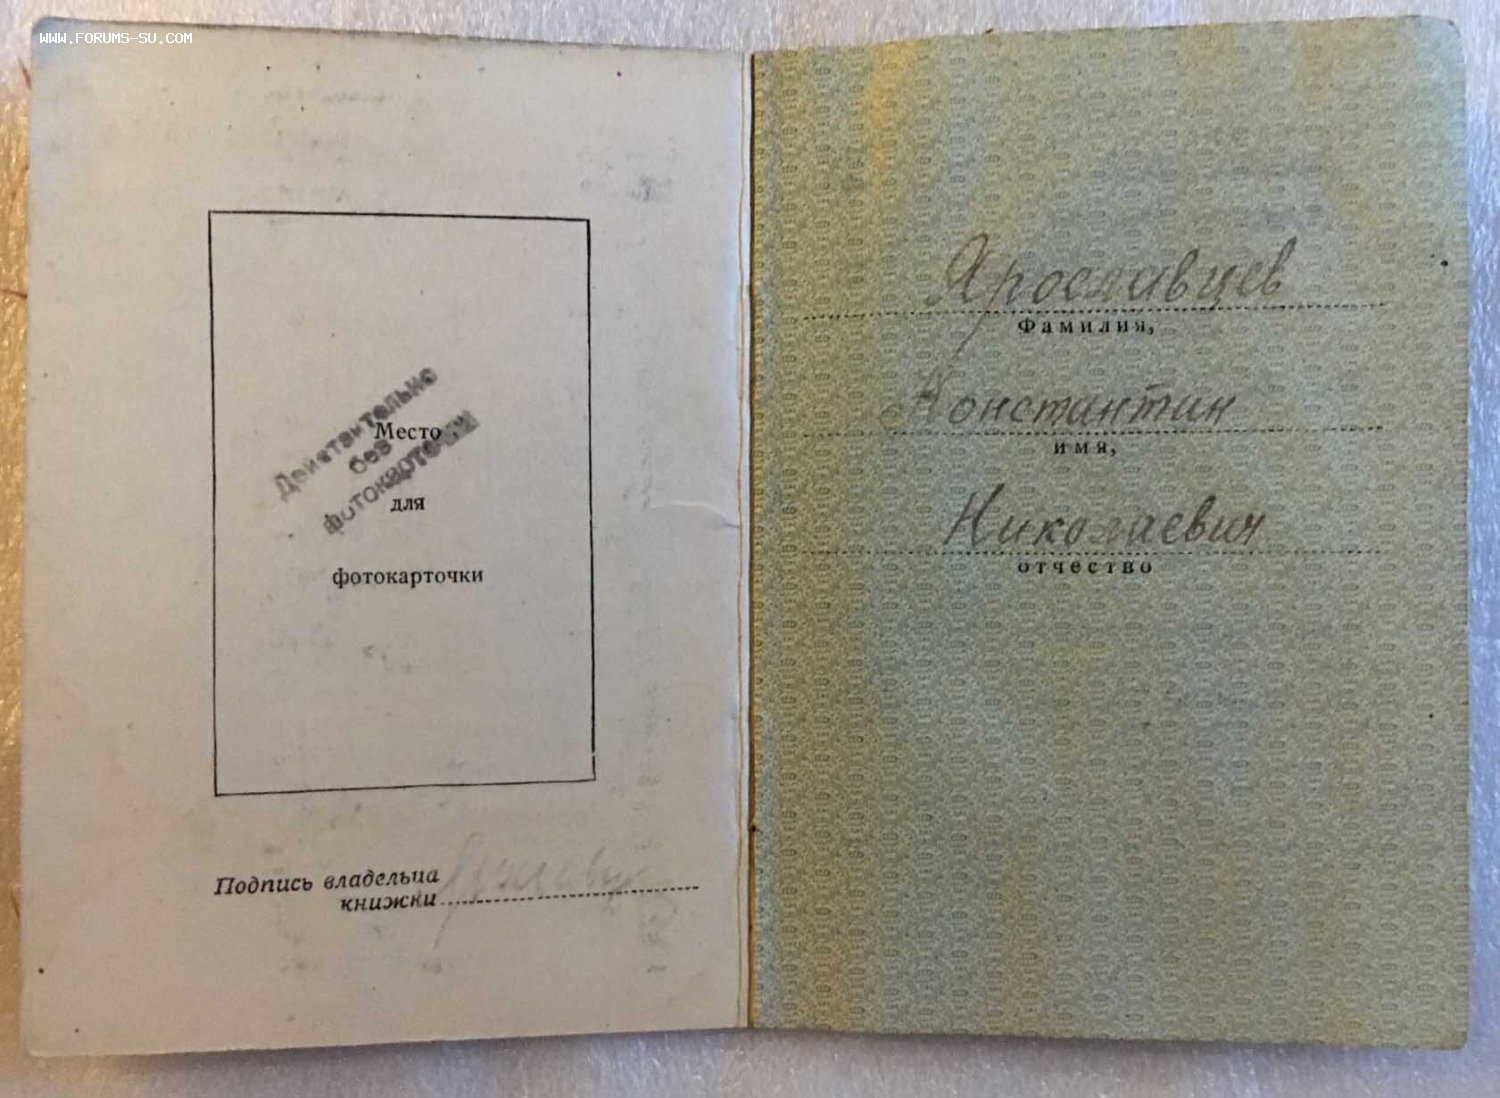 WWW.FORUMS-SU.COM
Действительно
без
фотокарточки
Место
для
фотокарточки
Подпись владельца
книжки
Ярославцев
Фамилия,
Константин
имя,
Николаевич
отчество